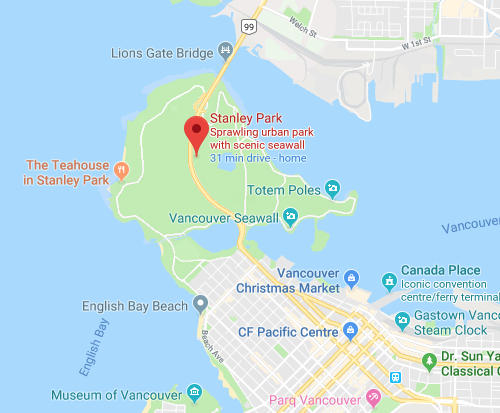 99
Welch St
W 1st St
Lions Gate Bridge
Stanley Park
Sprawling urban park
with scenic seawall
31 min drive - home
The Teahouse
in Stanley Park
Totem Poles
Vancouver Seawall
Vancouver
Vancouver
Christmas Market
Canada Place
Iconic convention
centre/ferry terminal
English Bay Beach
Gastown Vanc
Steam Clock
CF Pacific Centre
English Bay
Beach Ave
Dr. Sun Ya
Classical C
Museum of Vancouver
Parq Vancouver